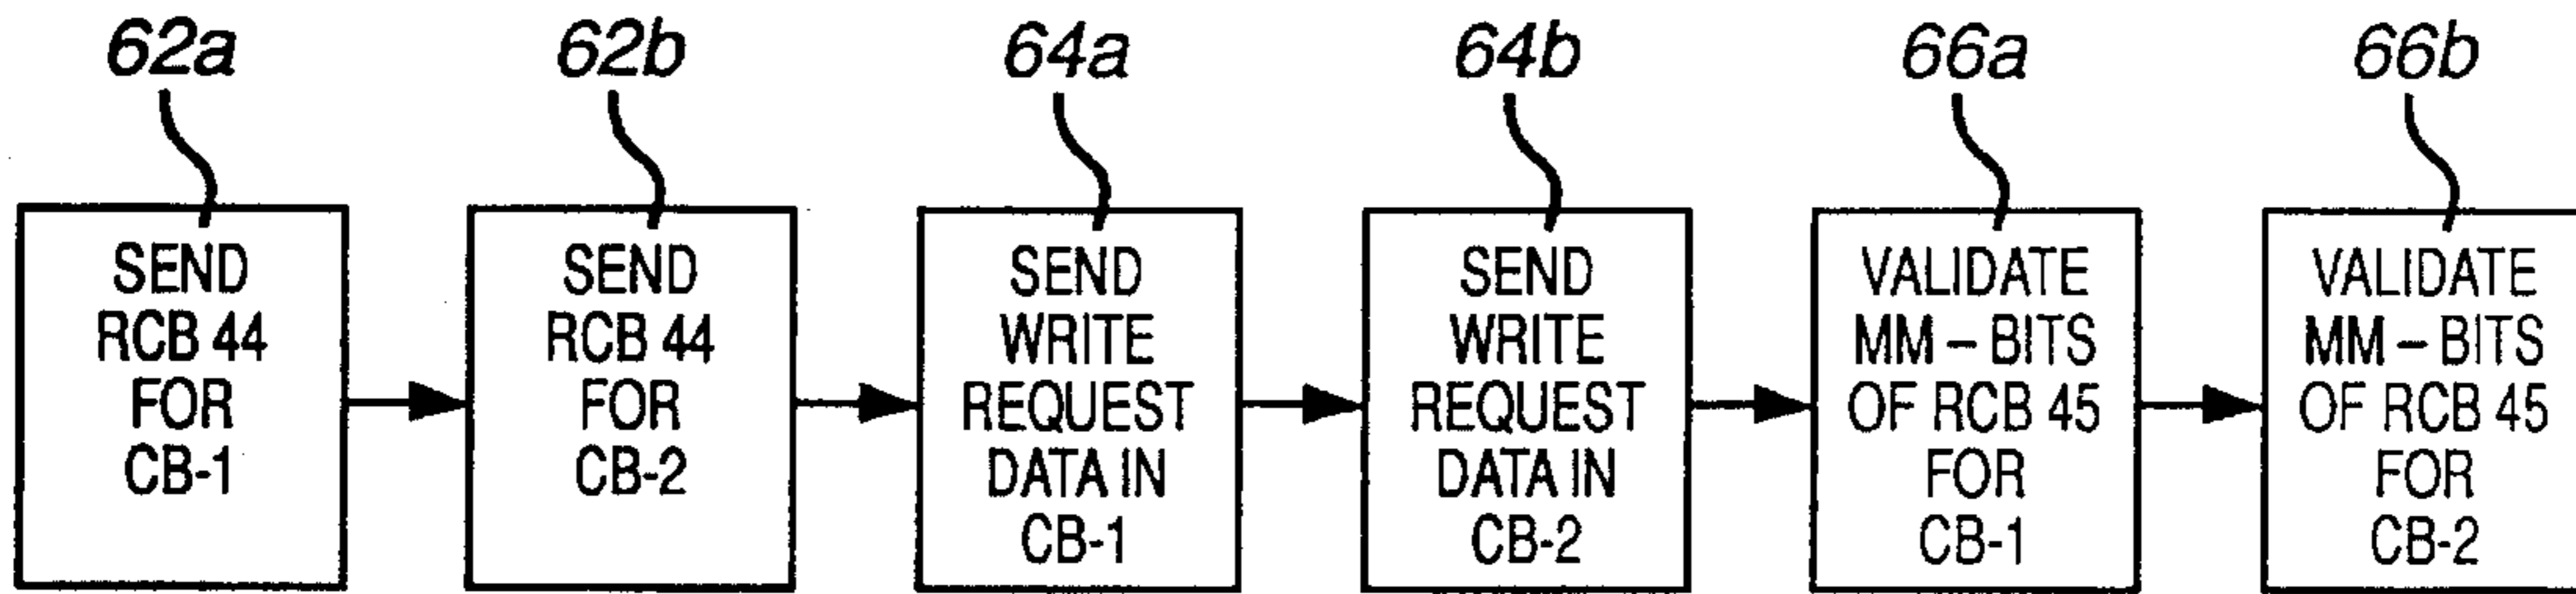 62a
62b
64a
64b
66a
66b
SEND
RCB 44
FOR
CB-1
SEND
RCB 44
FOR
CB-2
SEND
WRITE
REQUEST
DATA IN
CB-1
SEND
WRITE
REQUEST
DATA IN
CB-2
VALIDATE
MM – BITS
OF RCB 45
FOR
CB-1
VALIDATE
MM – BITS
OF RCB 45
FOR
CB-2